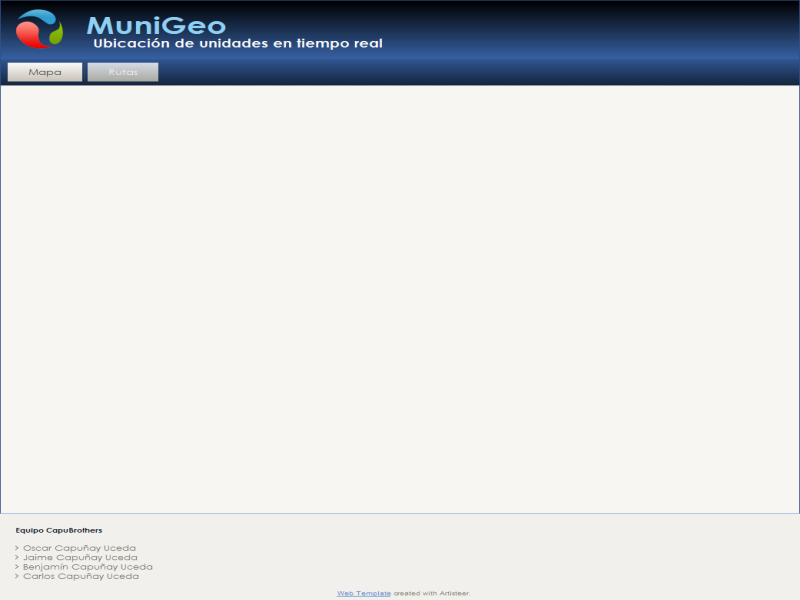 MuniGeo
Ubicación de unidades en tiempo real
Mapa Rutas
Equipo CapuBrothers
> Oscar Capuñay Uceda
> Jaime Capuñay Uceda
> Benjamín Capuñay Uceda
> Carlos Capuñay Uceda
Web Template created with Artisteer.